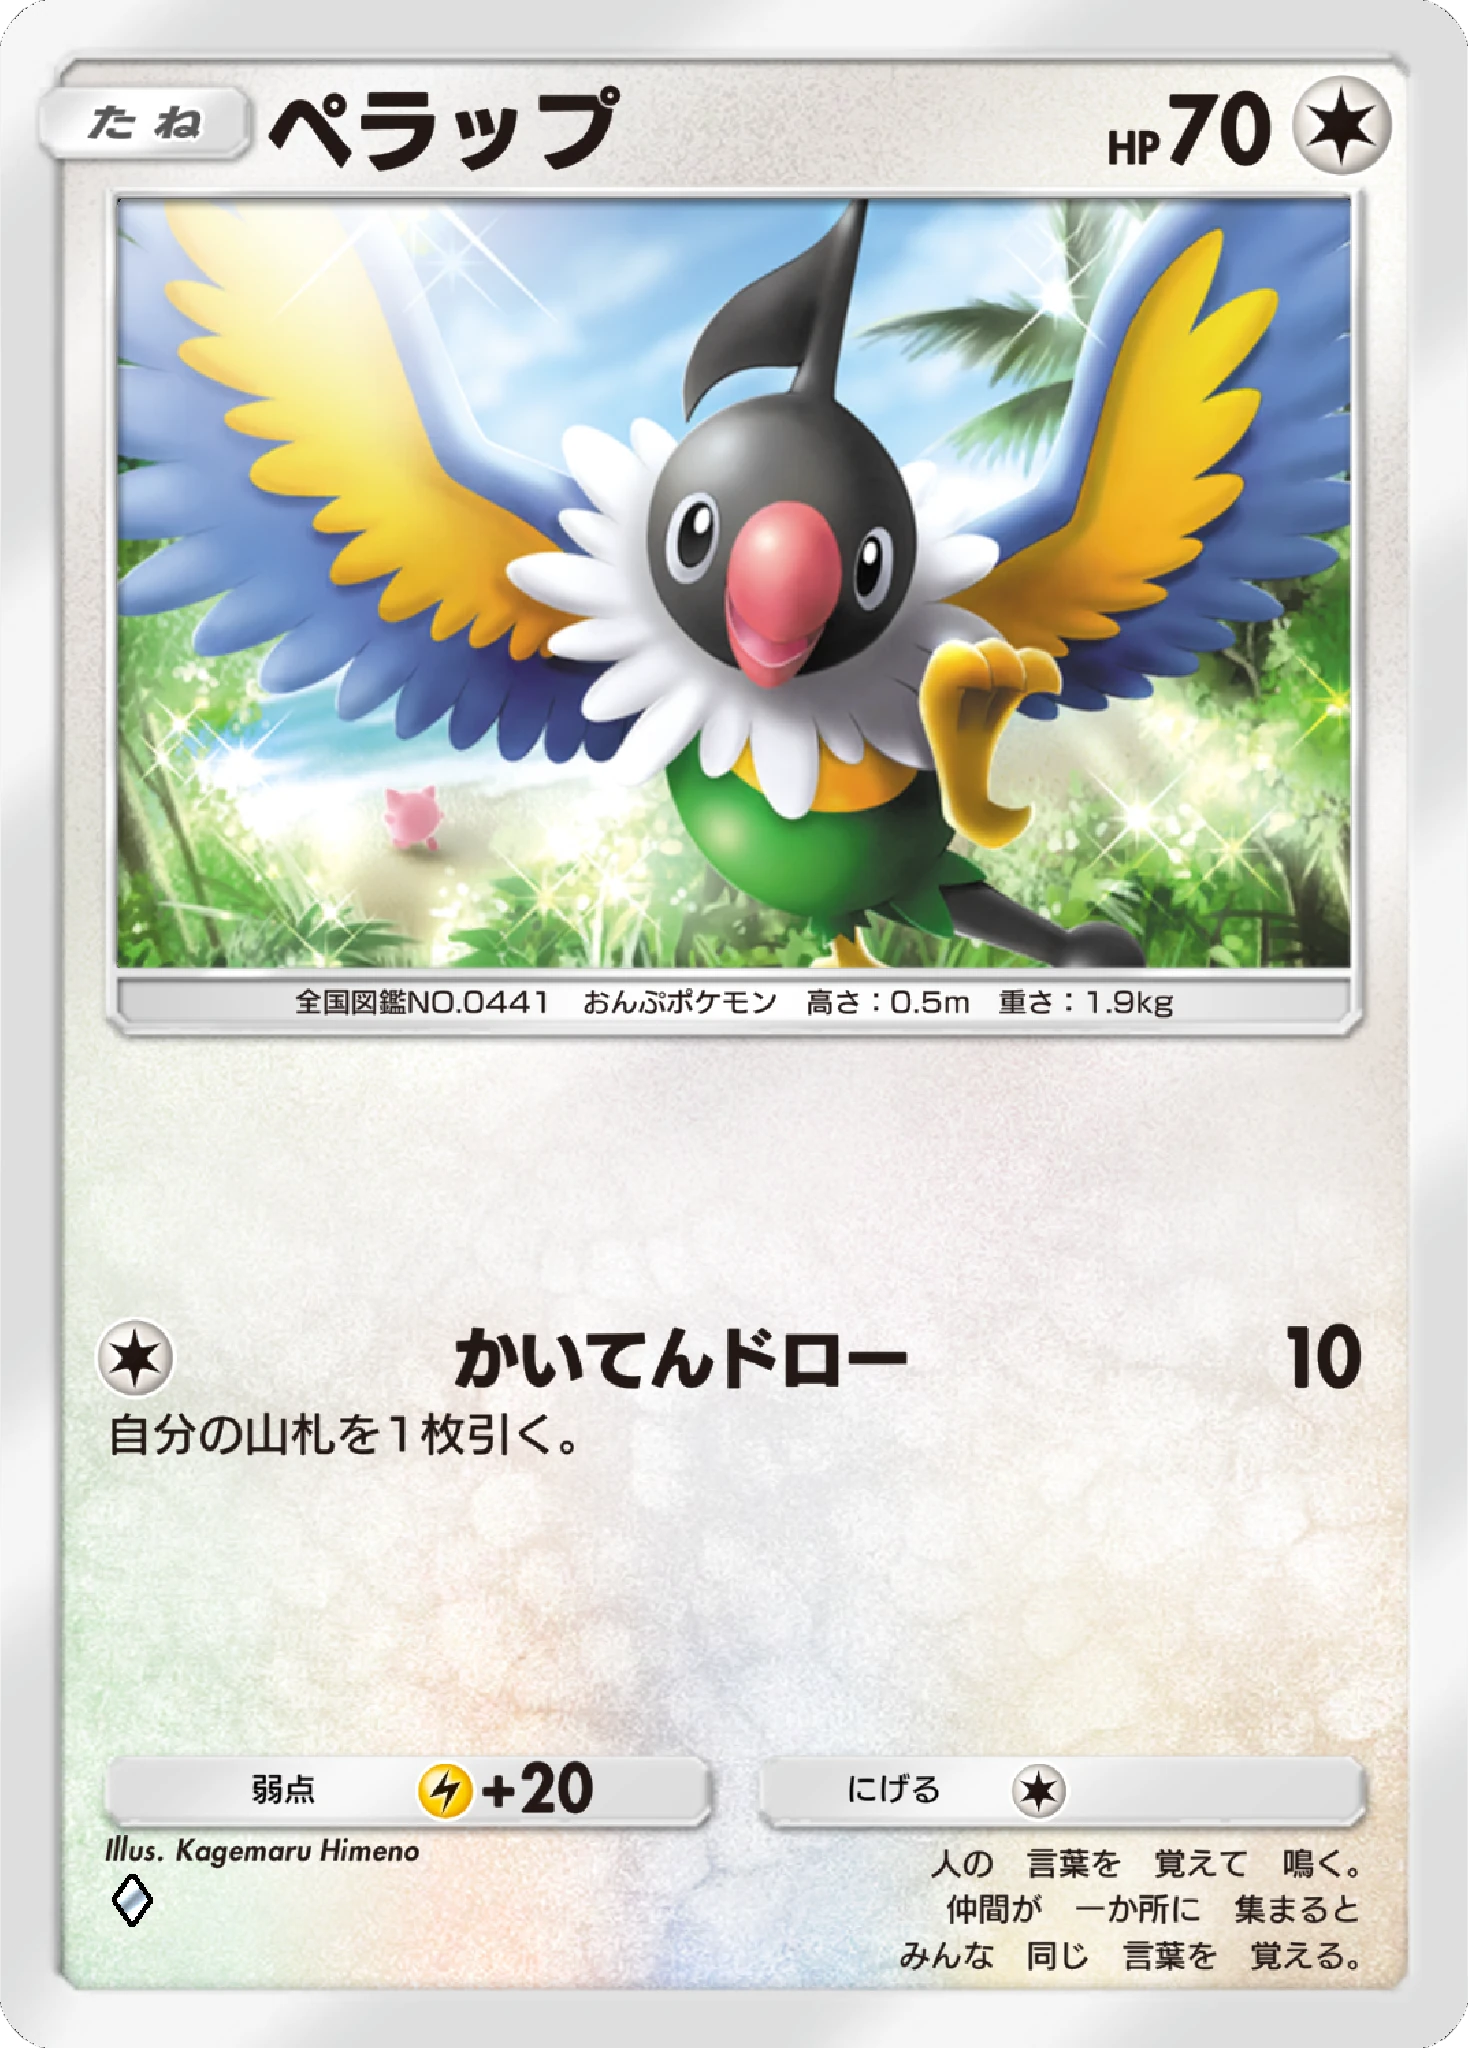 たね ペラップ HP70
全国図鑑NO.0441 おんぷポケモン 高さ：0.5m 重さ：1.9kg
かいてんドロー 10
自分の山札を1枚引く。
弱点 +20 にげる
Illus. Kagemaru Himeno
人の 言葉を 覚えて 鳴く。
仲間が 一か所に 集まると
みんな 同じ 言葉を 覚える。